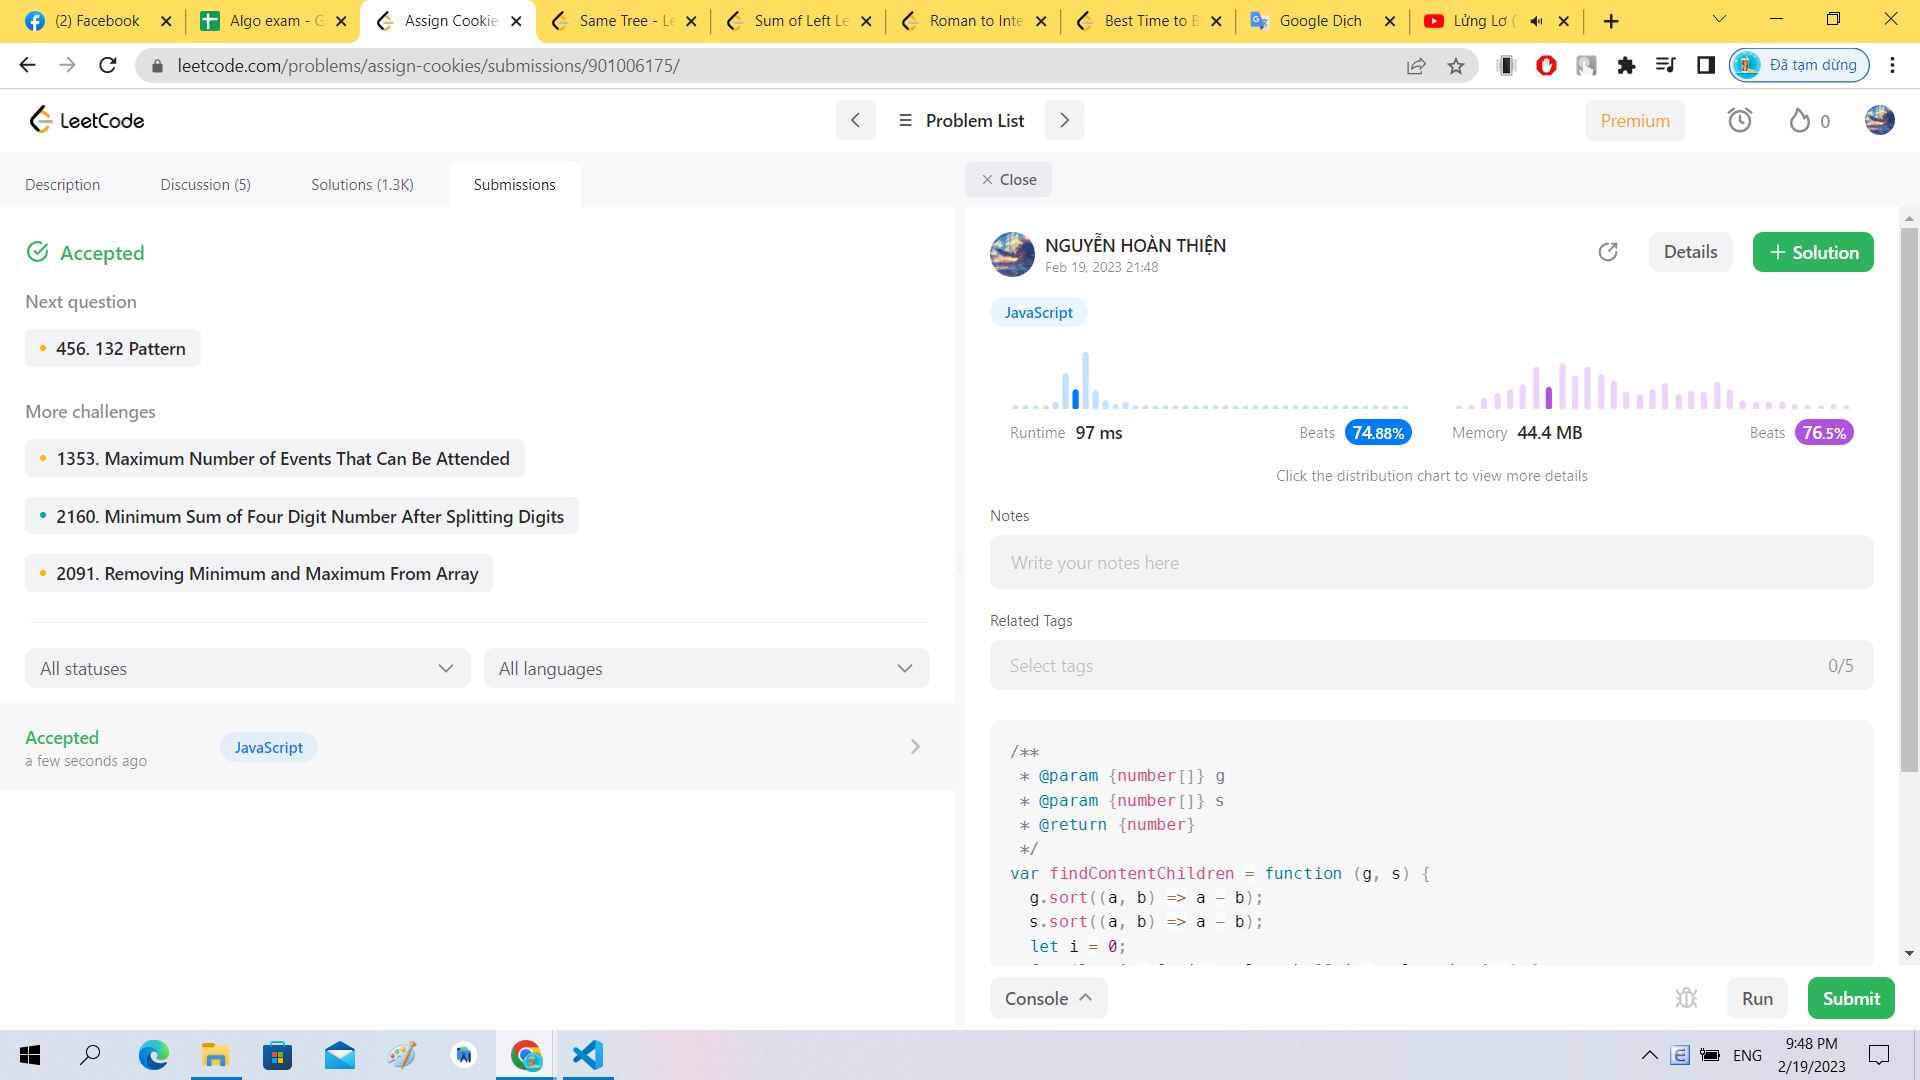 (2) Facebook
Algo exam - G
Assign Cookie
Same Tree - Le
Sum of Left Le
Roman to Inte
Best Time to B
Google Dịch
Lửng Lơ (
leetcode.com/problems/assign-cookies/submissions/901006175/
Đã tạm dừng
LeetCode
Problem List
Premium
0
Description
Discussion (5)
Solutions (1.3K)
Submissions
Close
Accepted
Next question
456. 132 Pattern
More challenges
1353. Maximum Number of Events That Can Be Attended
2160. Minimum Sum of Four Digit Number After Splitting Digits
2091. Removing Minimum and Maximum From Array
All statuses
All languages
Accepted
a few seconds ago
JavaScript
NGUYỄN HOÀN THIỆN
Feb 19, 2023 21:48
Details
+ Solution
JavaScript
Runtime 97 ms
Beats 74.88%
Memory 44.4 MB
Beats 76.5%
Click the distribution chart to view more details
Notes
Write your notes here
Related Tags
Select tags
0/5
/**
* @param {number[]} g
* @param {number[]} s
* @return {number}
*/
var findContentChildren = function (g, s) {
g.sort((a, b) => a - b);
s.sort((a, b) => a - b);
let i = 0;
Console
Run
Submit
ENG
9:48 PM
2/19/2023